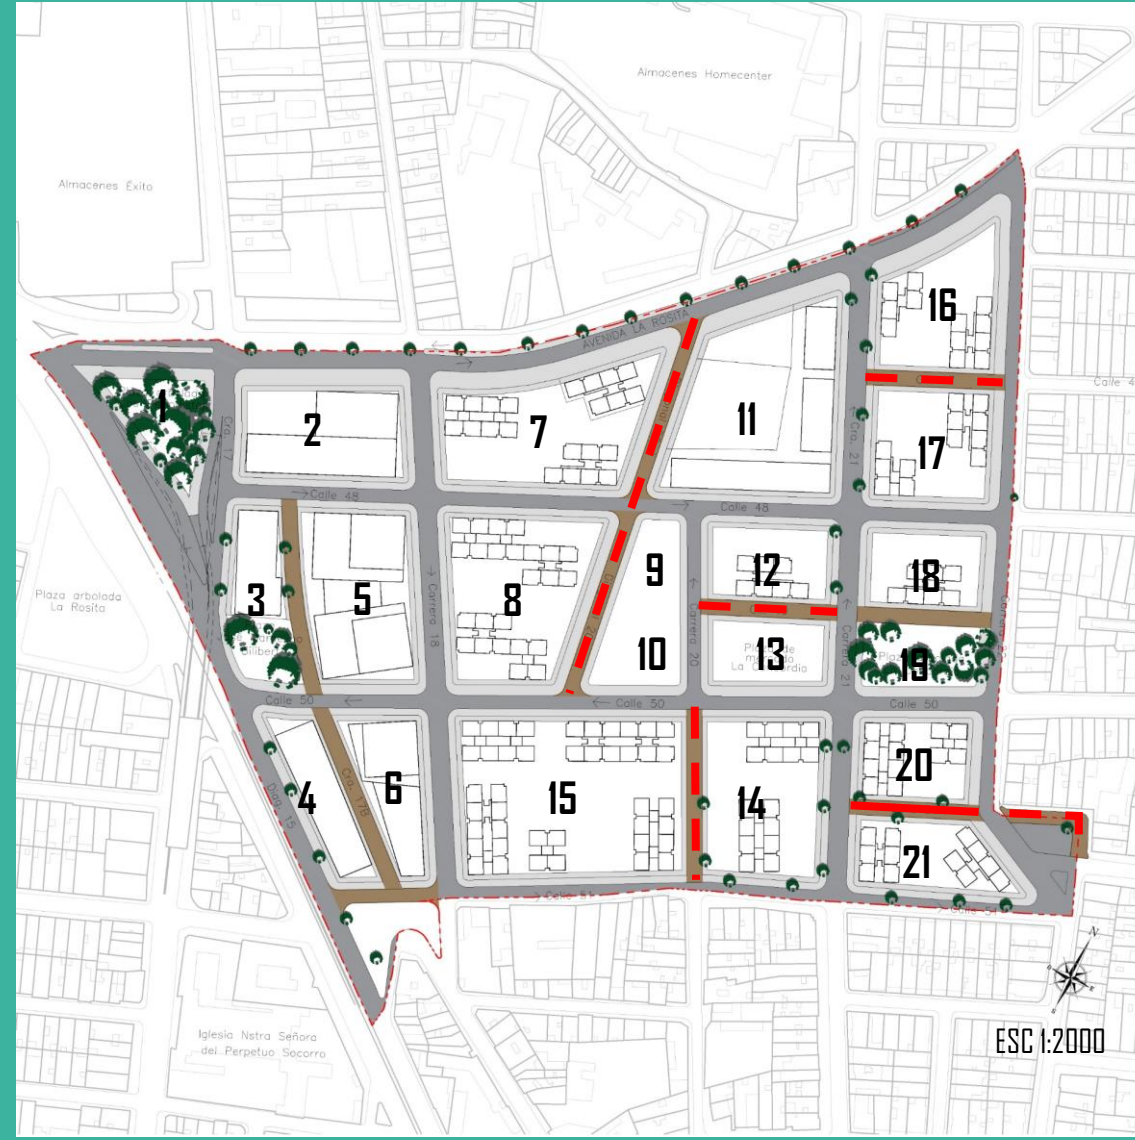 Almacenes Homecenter
Almacenes Éxito
AVENIDA LA ROSITA
16
1
2
7
11
17
Cra. 17
Cra. 21
Calle 48
Calle 48
3
5
8
9
12
18
Plaza arbolada
La Rosita
Carrera 18
10
Carrera 20
13
Carrera 21
19
Calle 50
Calle 50
Calle 50
4
6
15
14
20
Diag. 15
Cra. 17B
21
Calle 51
Calle 51
N
Iglesia Nstra Señora
del Perpetuo Socorro
ESC 1:2000